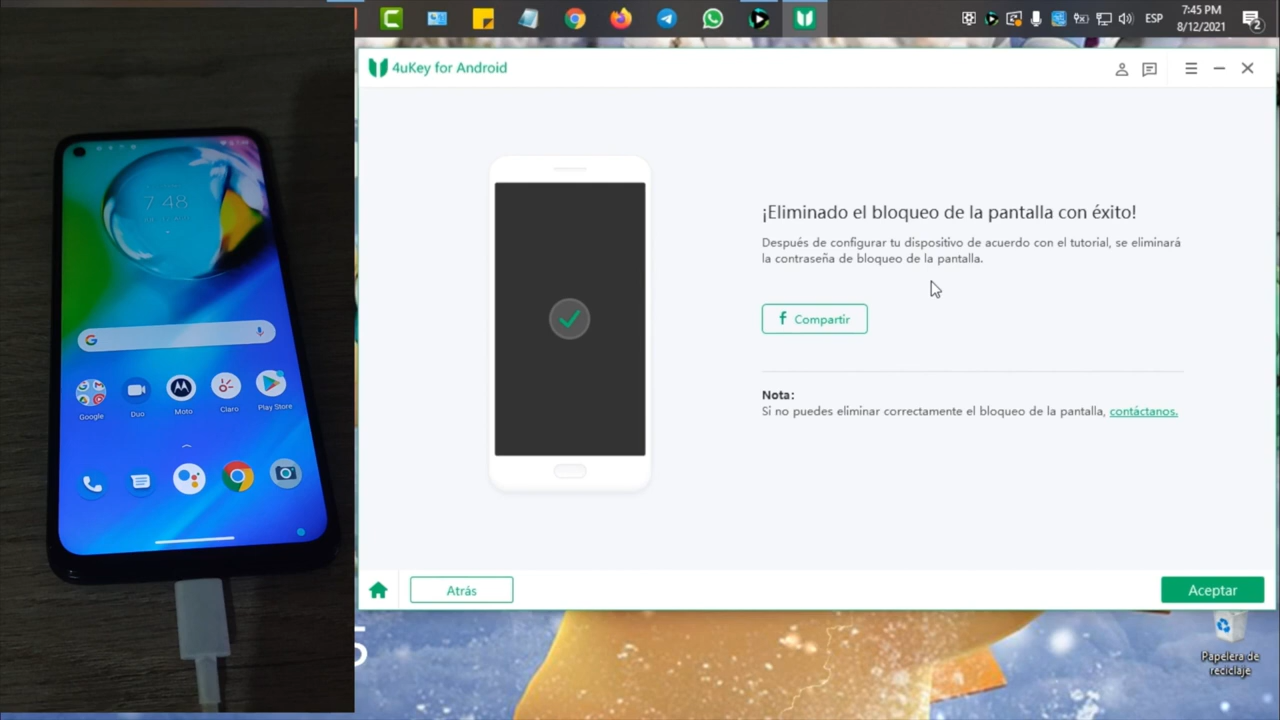 7:45 PM
ESP
8/12/2021
2
4uKey for Android
7 48
¡Eliminado el bloqueo de la pantalla con éxito!
Después de configurar tu dispositivo de acuerdo con el tutorial, se eliminará
la contraseña de bloqueo de la pantalla.
Compartir
Google
Duo
Moto
Claro
Play Store
Nota:
Si no puedes eliminar correctamente el bloqueo de la pantalla, contáctanos.
Atrás
Aceptar
5
Papelera de
reciclaje